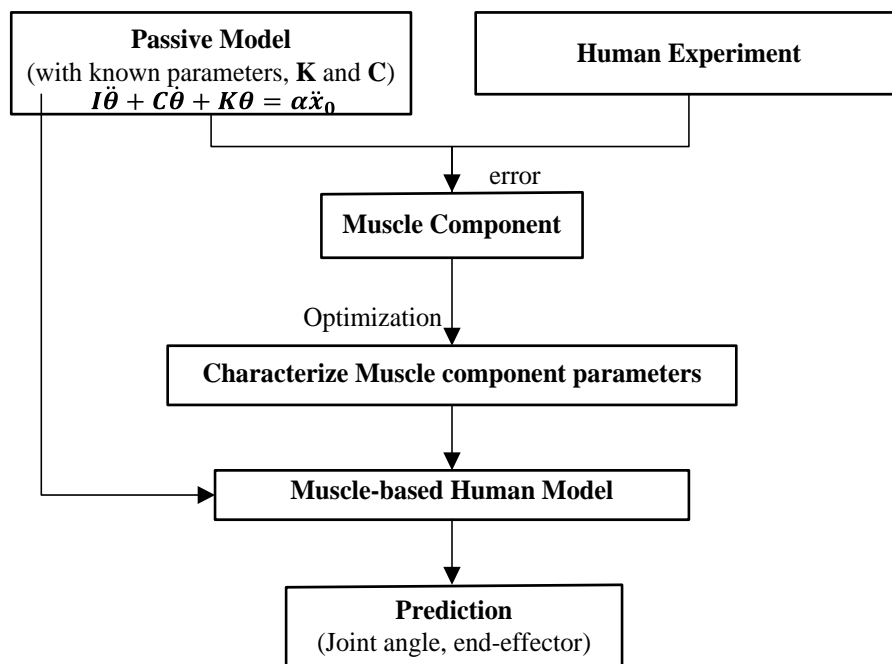 Passive Model
(with known parameters, K and C)
𝑰𝜽̈ + 𝑪𝜽̇ + 𝑲𝜽 = 𝜶𝒙̈₀
Human Experiment
error
Muscle Component
Optimization
Characterize Muscle component parameters
Muscle-based Human Model
Prediction
(Joint angle, end-effector)